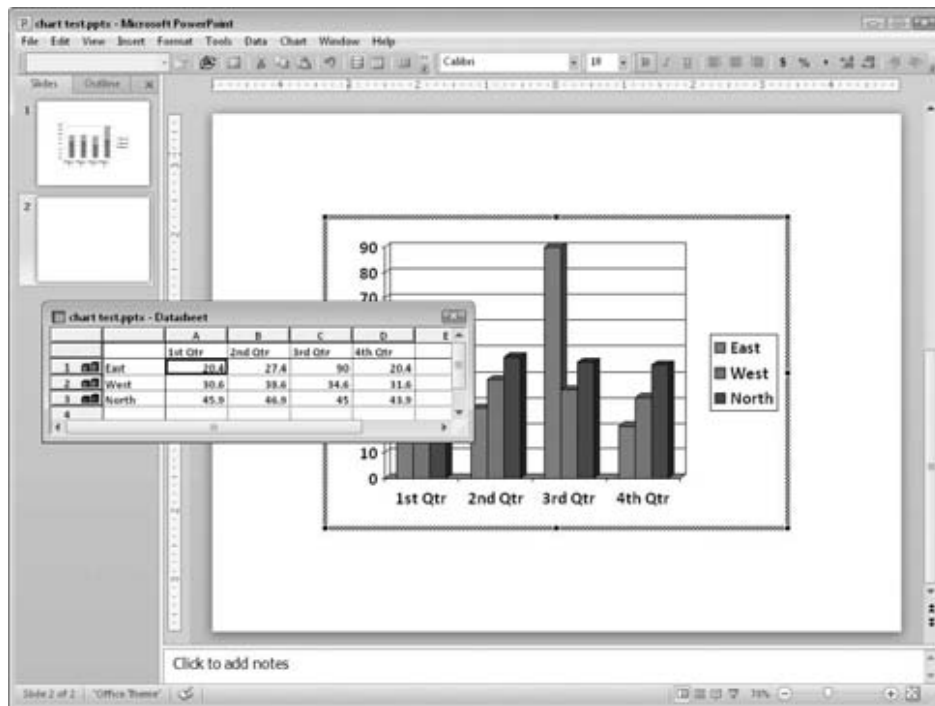 chart test.pptx - Microsoft PowerPoint
File Edit View Insert Format Tools Data Chart Window Help
Calibri 18 B I U $ % ,
Slides Outline
1
2
chart test.pptx - Datasheet
A B C D E
1st Qtr 2nd Qtr 3rd Qtr 4th Qtr
1 East 20.4 27.4 90 20.4
2 West 30.6 38.6 34.6 31.6
3 North 45.9 46.9 45 43.9
4
90
80
70
10
0
1st Qtr 2nd Qtr 3rd Qtr 4th Qtr
East
West
North
Click to add notes
Slide 2 of 2 "Office Theme" 70%